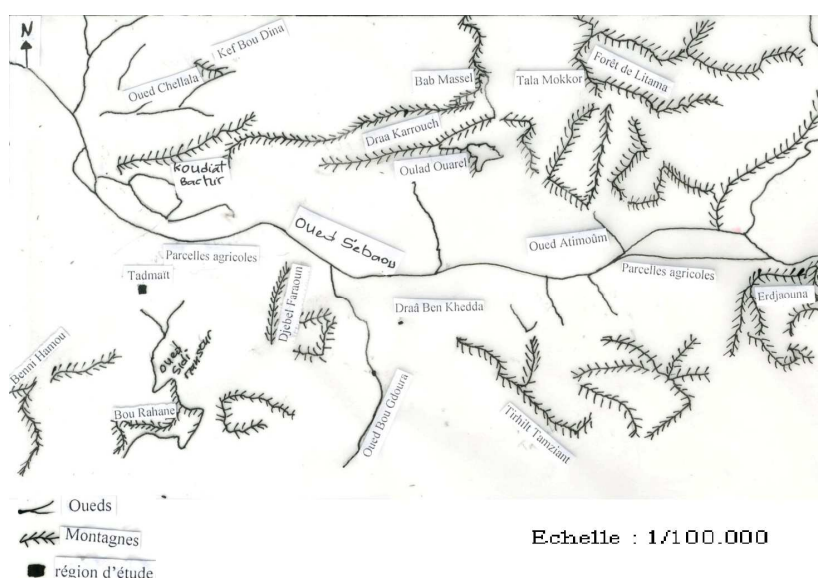 N
Kef Bou Dina
Oued Chellala
Bab Massel
Tala Mokkor
Forêt de Litama
Draa Karrouch
Koudiat
Bactur
Oulad Ouarel
Oued Sebaou
Oued Atimoûm
Parcelles agricoles
Tadmaït
Parcelles agricoles
Erdjaouna
Djebel Faraoun
Draâ Ben Khedda
Benni Hamou
Oued
Sidi
Bou Rahane
Oued Bou Gdoura
Tirhilt Tamziant
Oueds
Montagnes
Echelle : 1/100.000
région d'étude